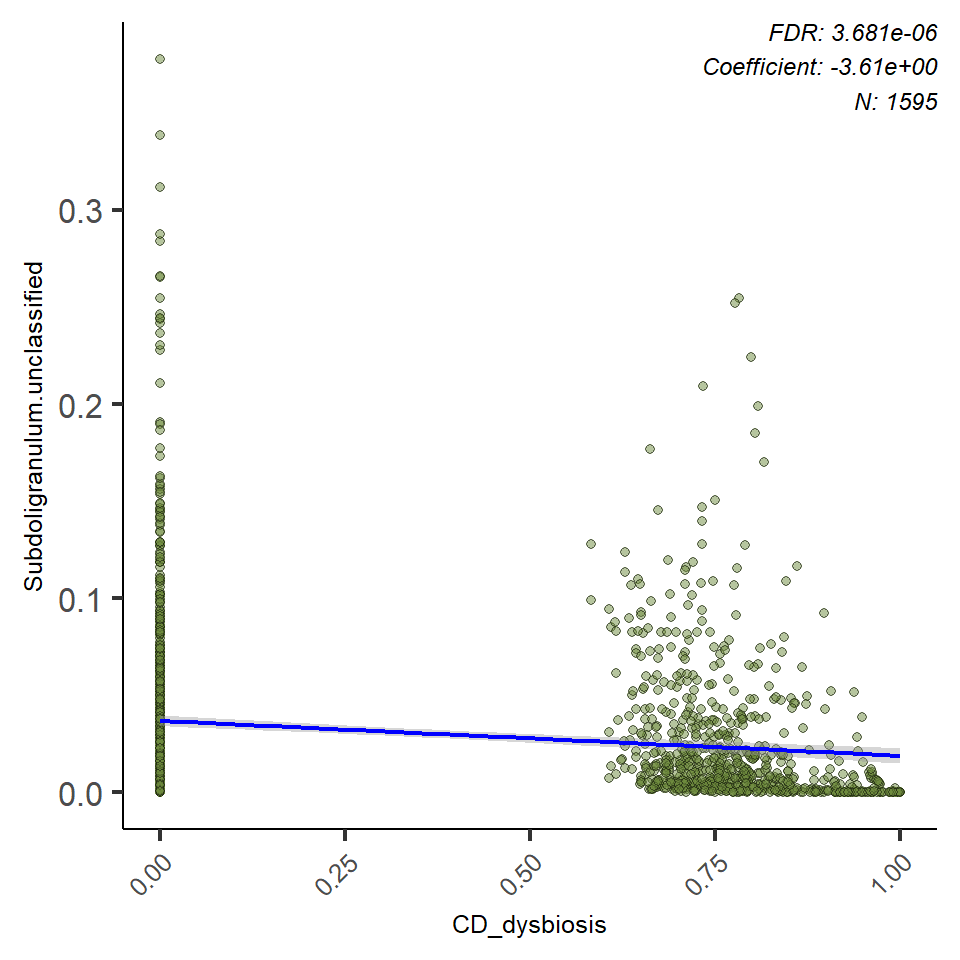 FDR: 3.681e-06
Coefficient: -3.61e+00
N: 1595
Subdoligranulum.unclassified
0.3
0.2
0.1
0.0
0.00
0.25
0.50
0.75
1.00
CD_dysbiosis